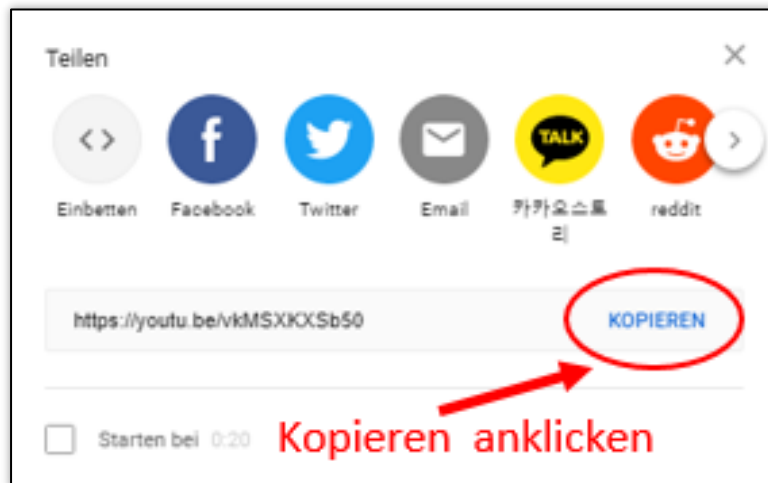 Teilen
<>
f
TALK
Einbetten
Facebook
Twitter
Email
카카오스토리
reddit
https://youtu.be/vkMSXKXSb50
KOPIEREN
Starten bei 0:20
Kopieren anklicken